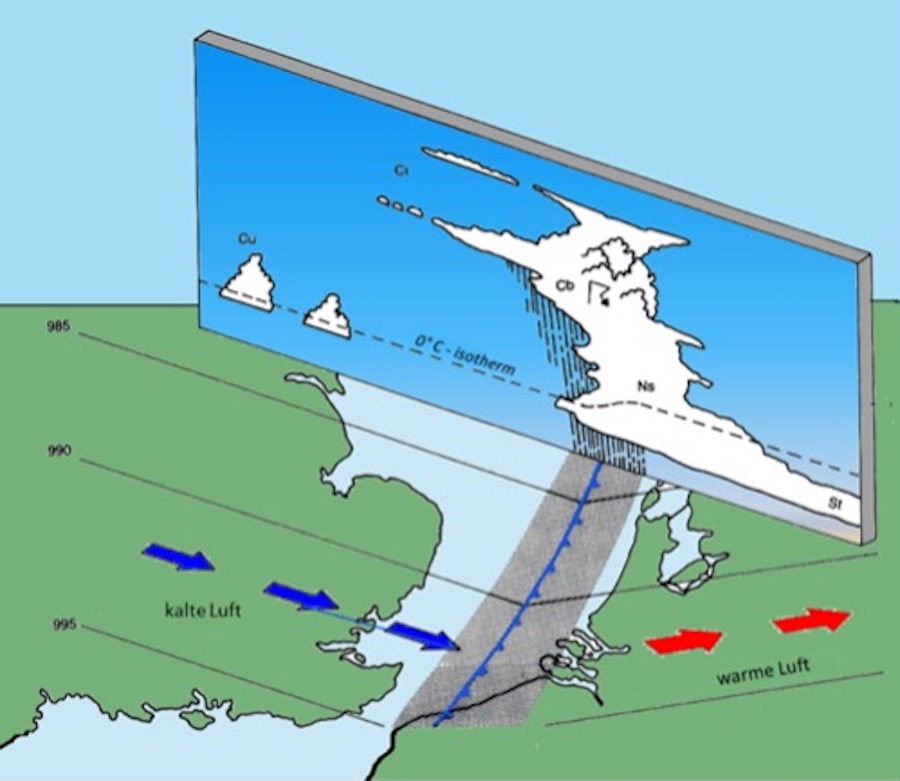 Ci
Cu
985
Cb
0°C - isotherm
Ns
990
St
kalte Luft
995
warme Luft